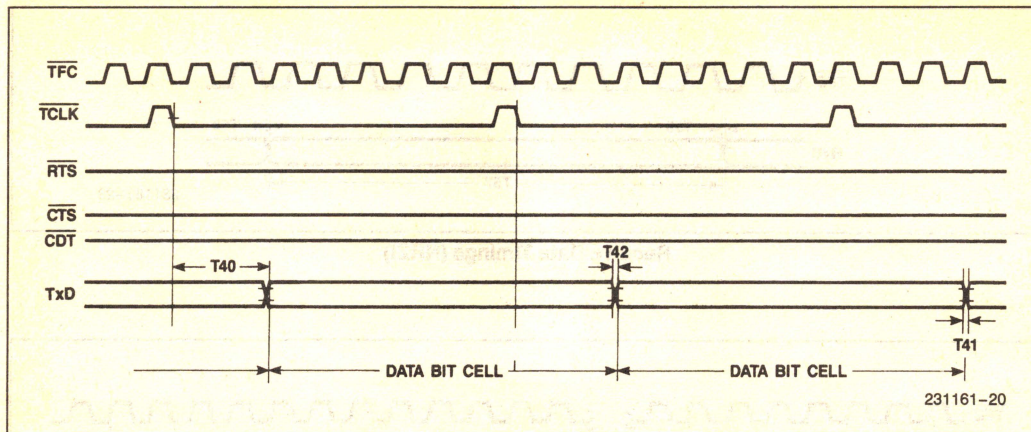 TFC
TCLK
RTS
CTS
CDT
T40
T42
TxD
T41
DATA BIT CELL
DATA BIT CELL
231161-20